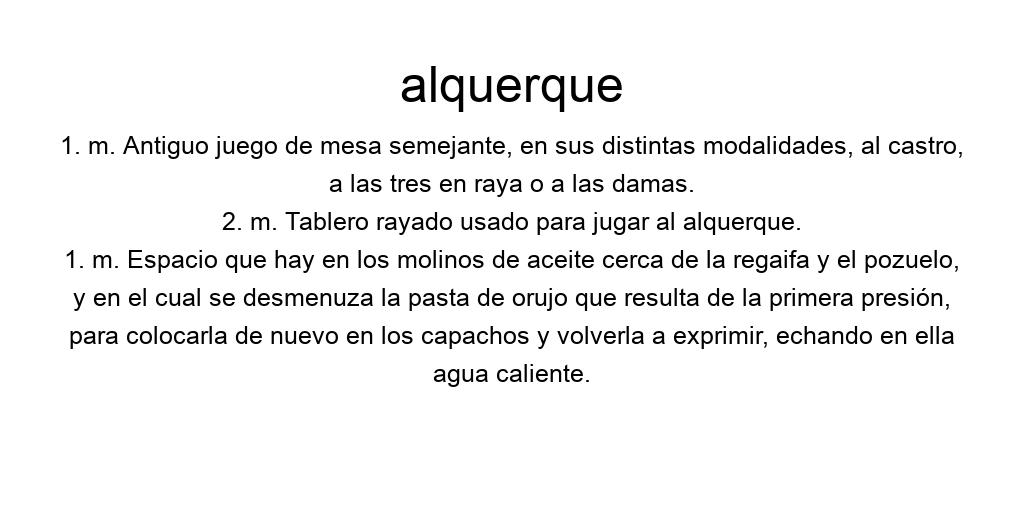 alquerque
1. m. Antiguo juego de mesa semejante, en sus distintas modalidades, al castro,
a las tres en raya o a las damas.
2. m. Tablero rayado usado para jugar al alquerque.
1. m. Espacio que hay en los molinos de aceite cerca de la regaifa y el pozuelo,
y en el cual se desmenuza la pasta de orujo que resulta de la primera presión,
para colocarla de nuevo en los capachos y volverla a exprimir, echando en ella
agua caliente.